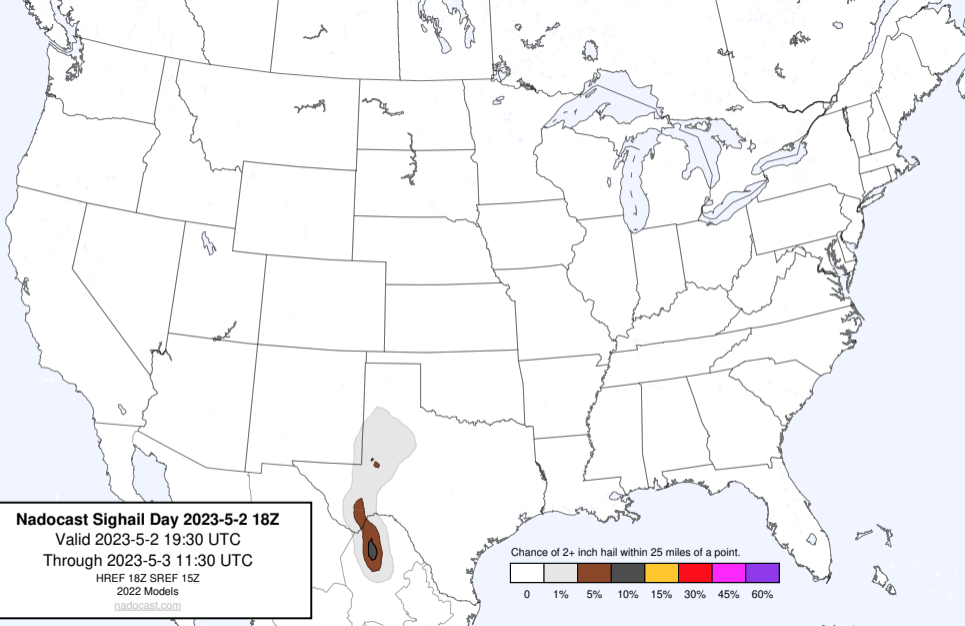 Nadocast Sighail Day 2023-5-2 18Z
Valid 2023-5-2 19:30 UTC
Through 2023-5-3 11:30 UTC
HREF 18Z SREF 15Z
2022 Models
nadocast.com
Chance of 2+ inch hail within 25 miles of a point.
0 1% 5% 10% 15% 30% 45% 60%